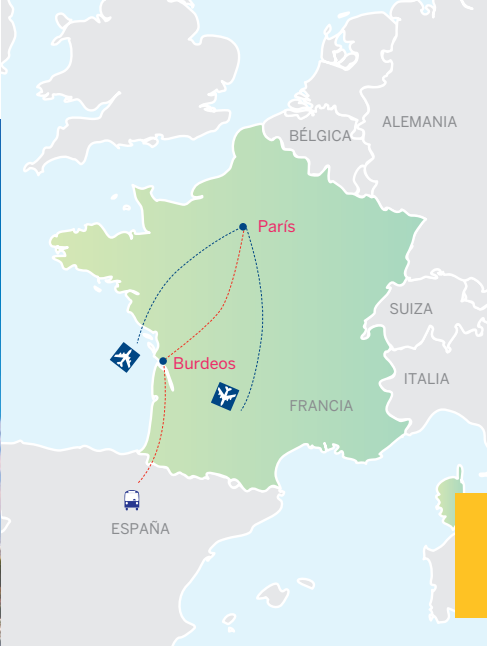 ALEMANIA
BÉLGICA
París
SUIZA
Burdeos
ITALIA
FRANCIA
ESPAÑA